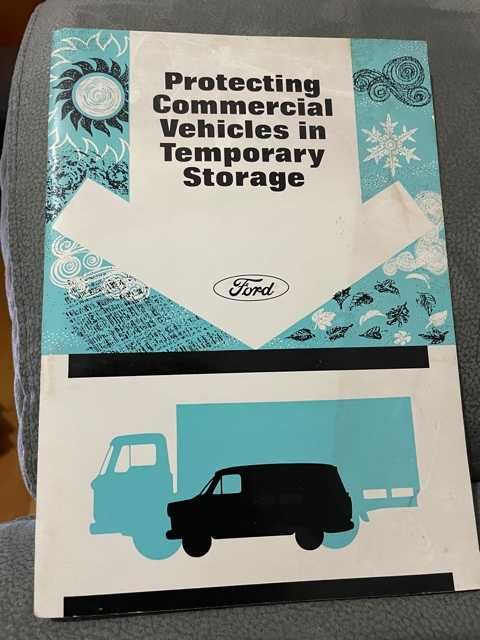 Protecting
Commercial
Vehicles in
Temporary
Storage
Ford